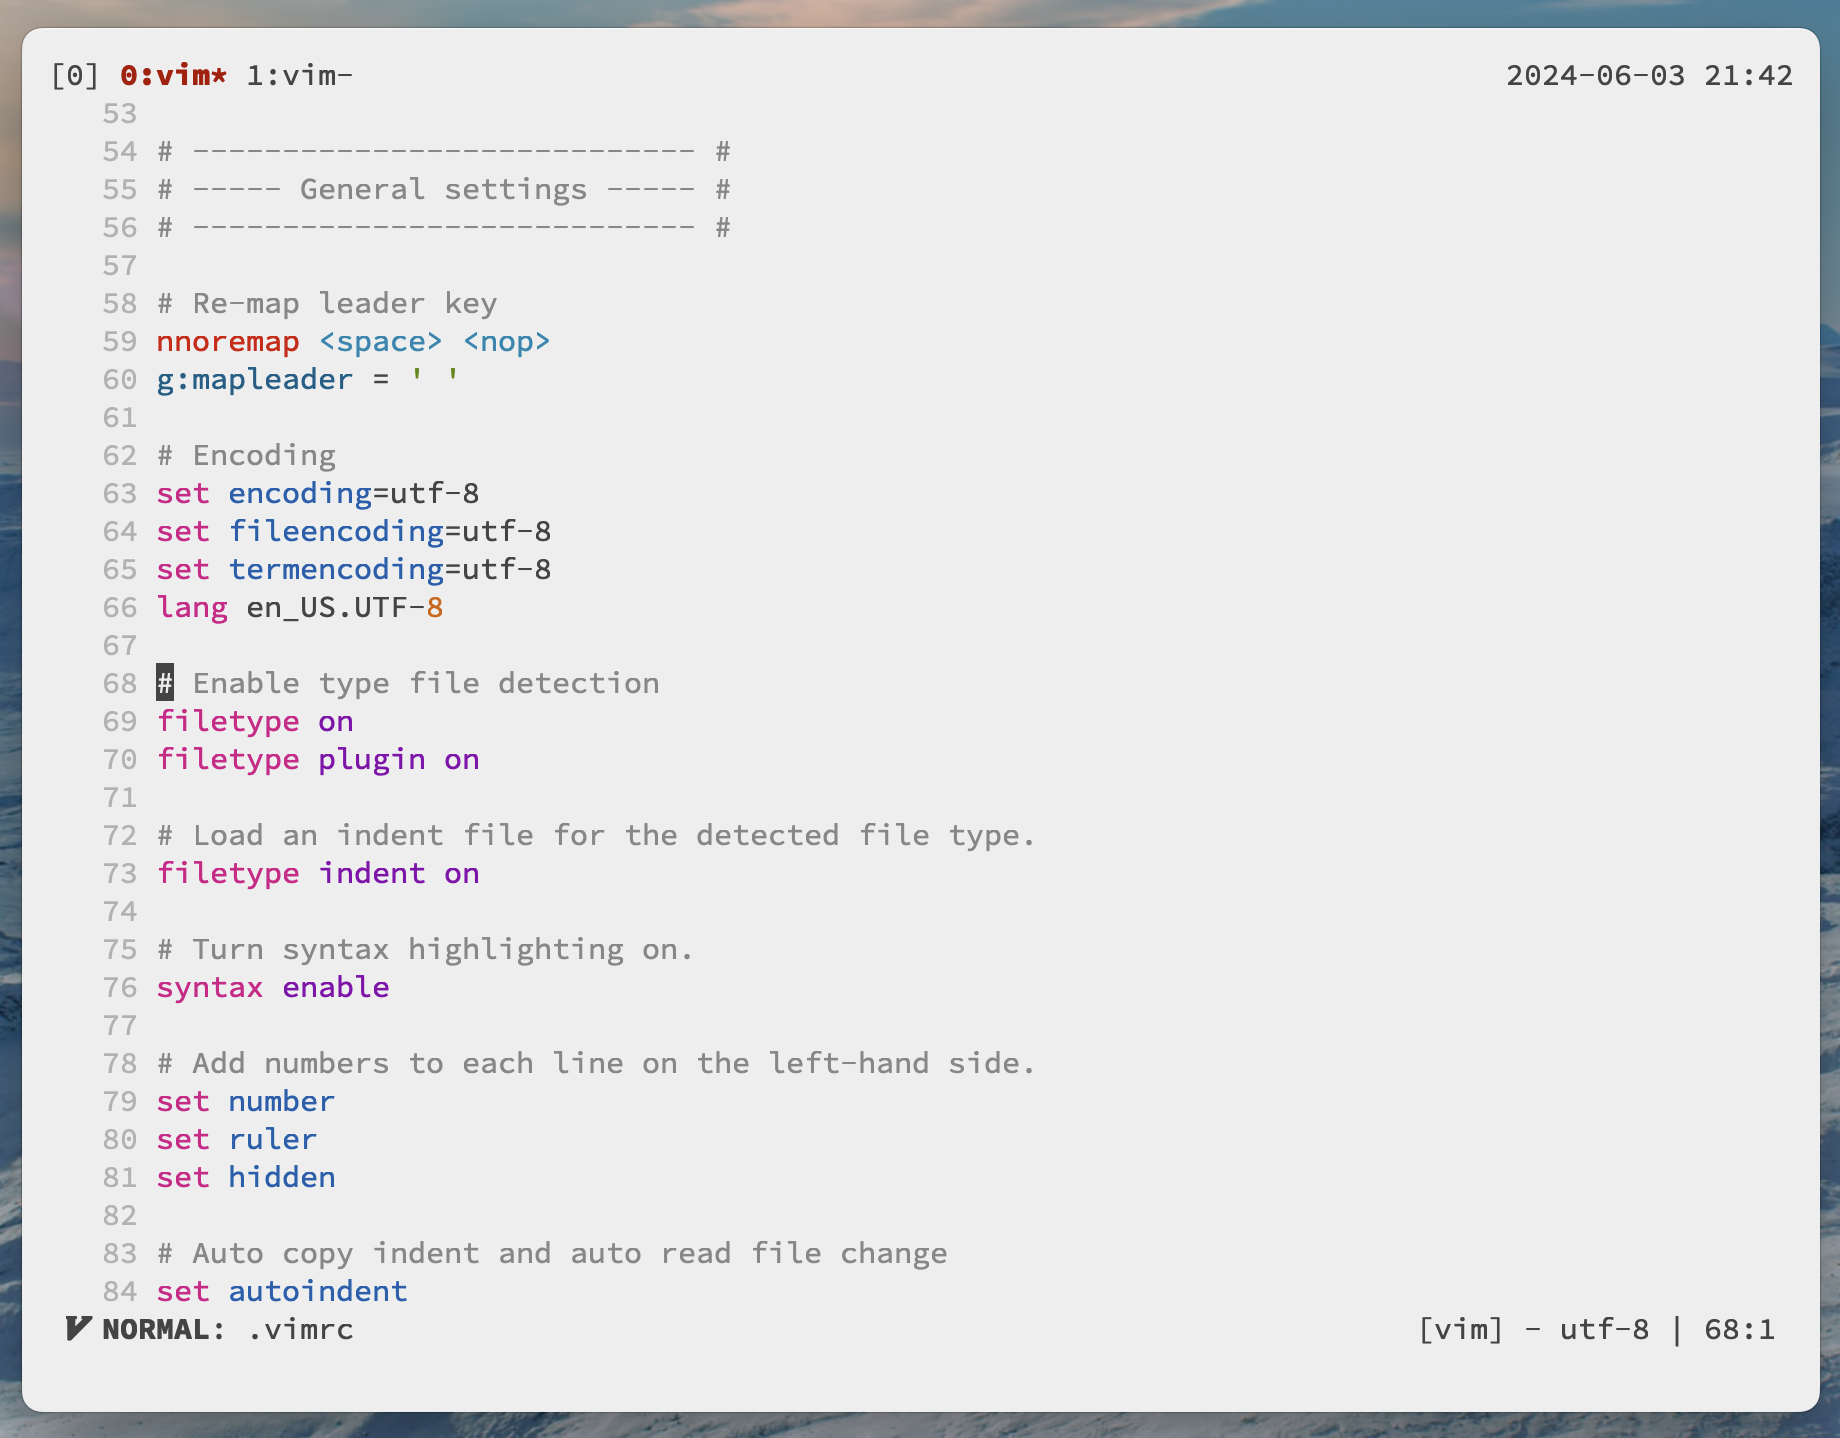 [0] 0:vim* 1:vim- 2024-06-03 21:42
53
54 # ---------------------------- #
55 # ----- General settings ----- #
56 # ---------------------------- #
57
58 # Re-map leader key
59 nnoremap <space> <nop>
60 g:mapleader = ' '
61
62 # Encoding
63 set encoding=utf-8
64 set fileencoding=utf-8
65 set termencoding=utf-8
66 lang en_US.UTF-8
67
68 # Enable type file detection
69 filetype on
70 filetype plugin on
71
72 # Load an indent file for the detected file type.
73 filetype indent on
74
75 # Turn syntax highlighting on.
76 syntax enable
77
78 # Add numbers to each line on the left-hand side.
79 set number
80 set ruler
81 set hidden
82
83 # Auto copy indent and auto read file change
84 set autoindent
NORMAL: .vimrc [vim] - utf-8 | 68:1